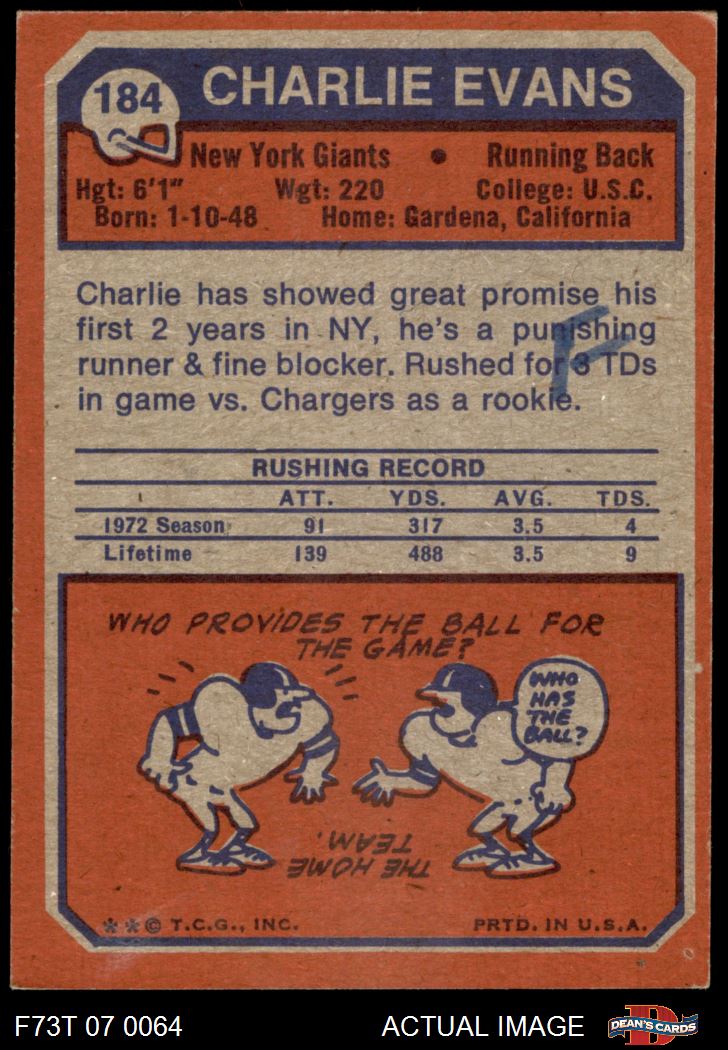 184 CHARLIE EVANS
New York Giants • Running Back
Hgt: 6'1" Wgt: 220 College: U.S.C.
Born: 1-10-48 Home: Gardena, California
Charlie has showed great promise his
first 2 years in NY, he's a punishing
runner & fine blocker. Rushed for 3 TDs
in game vs. Chargers as a rookie.
F
RUSHING RECORD
ATT. YDS. AVG. TDS.
1972 Season 91 317 3.5 4
Lifetime 139 488 3.5 9
WHO PROVIDES THE BALL FOR
THE GAME?
WHO
HAS
THE
BALL?
THE HOME
TEAM.
**© T.C.G., INC. PRTD. IN U.S.A.
F73T 07 0064 ACTUAL IMAGE
D
DEAN'S CARDS